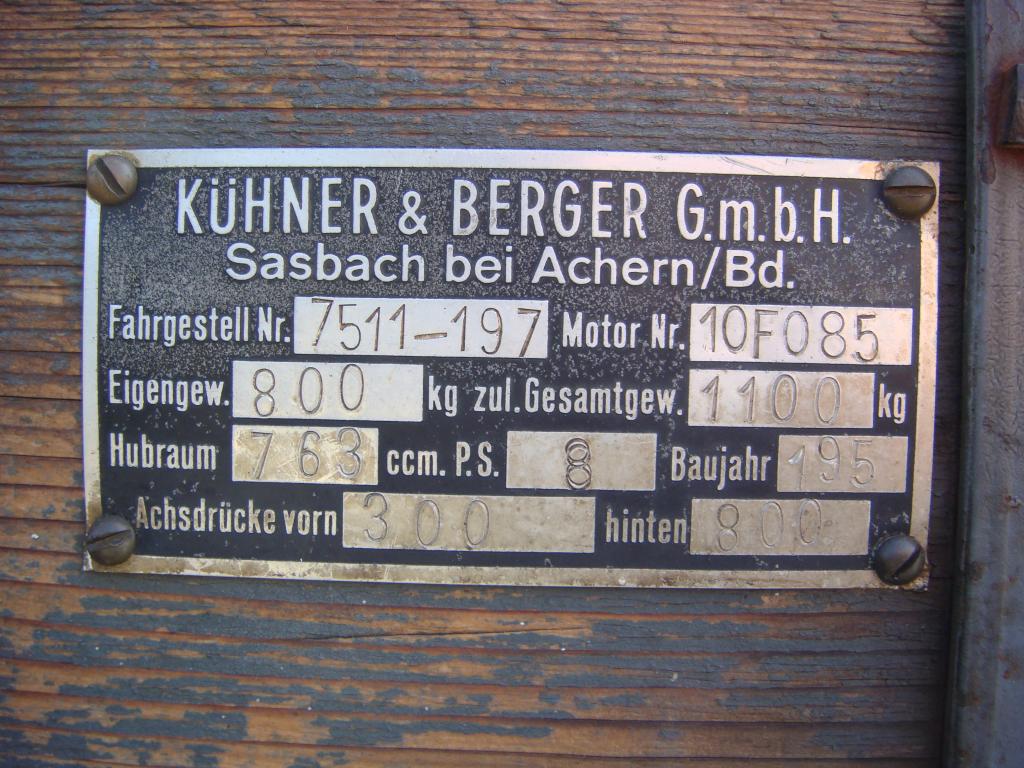 KÜHNER & BERGER G.m.b.H.
Sasbach bei Achern/Bd.
Fahrgestell Nr. 7511-197 Motor Nr. 10F085
Eigengew. 800 kg zul. Gesamtgew. 1100 kg
Hubraum 763 ccm. P.S. 8 Baujahr 195
Achsdrücke vorn 300 hinten 800